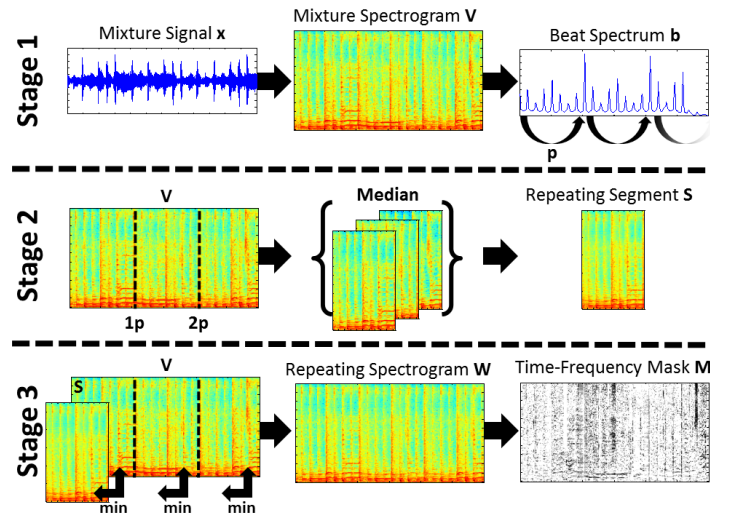 Stage 1
Mixture Signal x
Mixture Spectrogram V
Beat Spectrum b
p
Stage 2
V
Median
Repeating Segment S
1p
2p
Stage 3
V
S
Repeating Spectrogram W
Time-Frequency Mask M
min
min
min